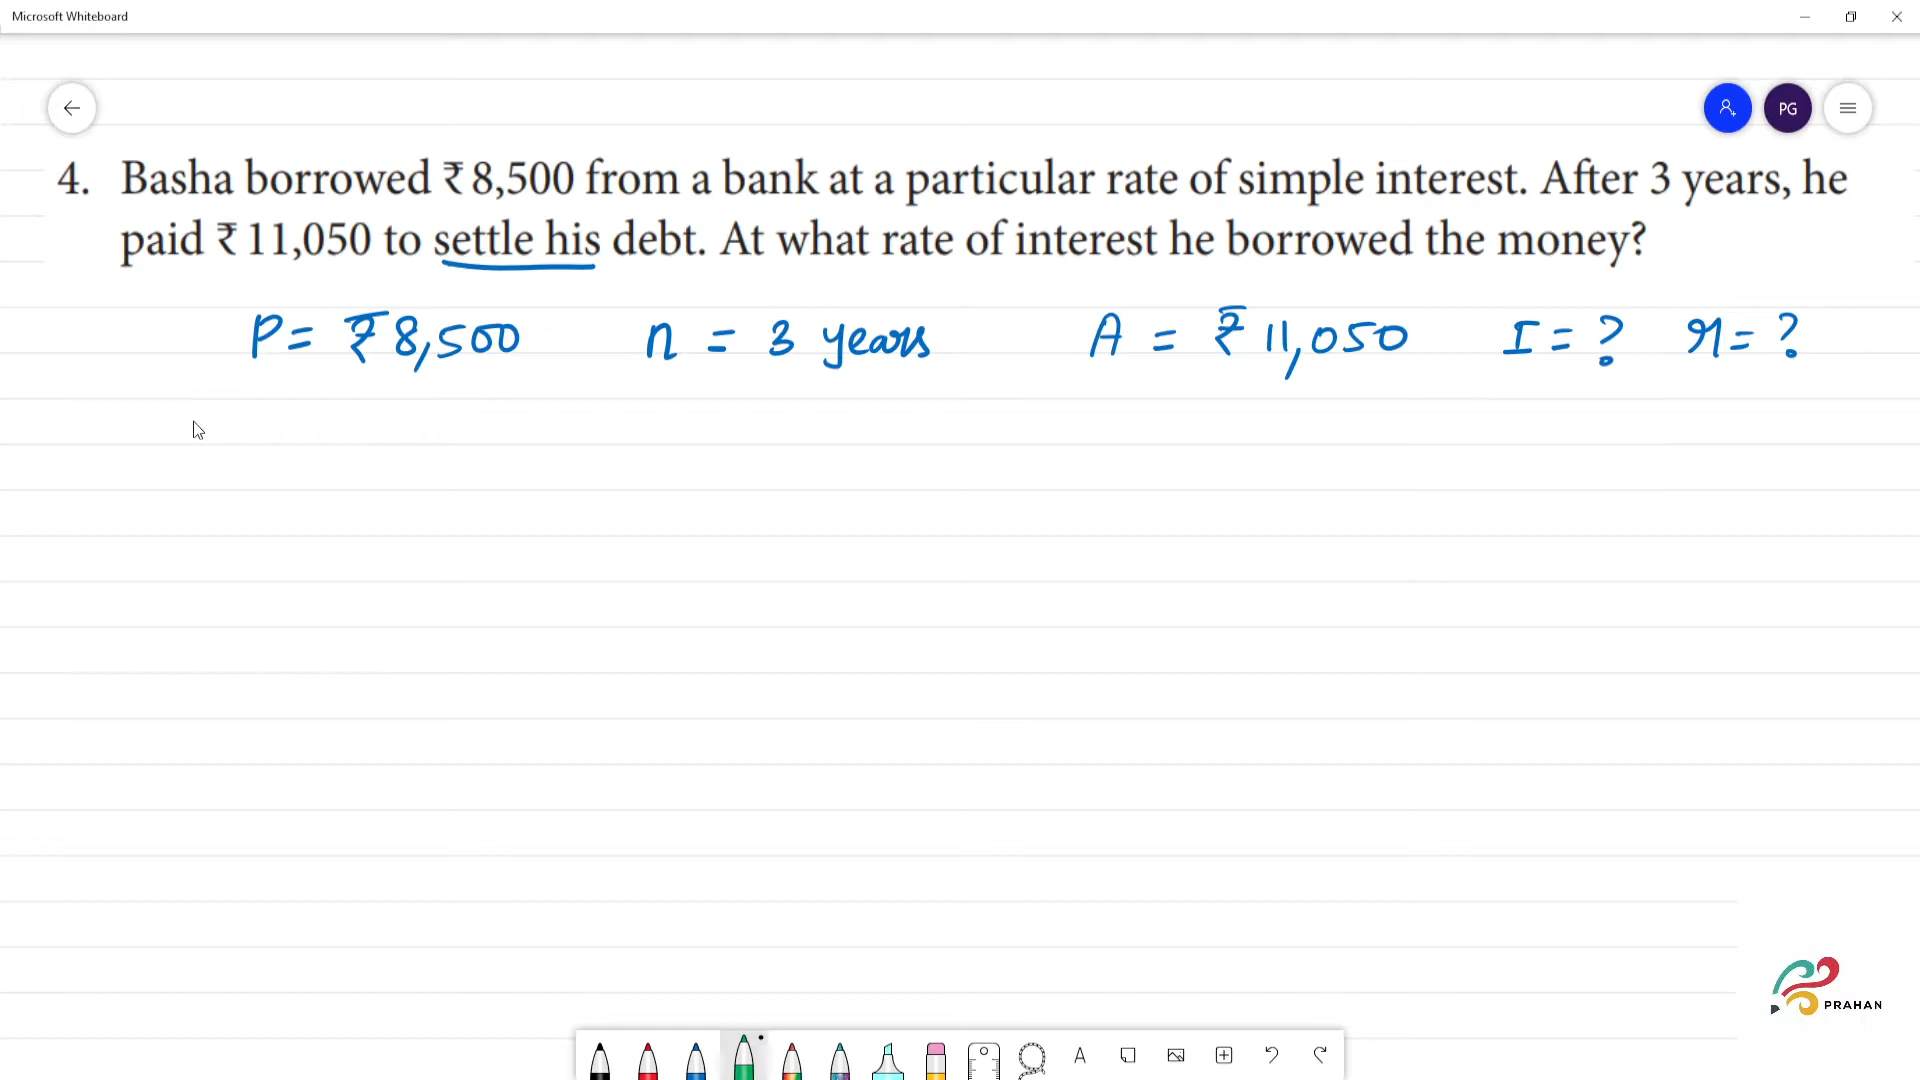 Microsoft Whiteboard
PG
4. Basha borrowed ₹ 8,500 from a bank at a particular rate of simple interest. After 3 years, he
paid ₹ 11,050 to settle his debt. At what rate of interest he borrowed the money?
P = ₹ 8,500 n = 3 years A = ₹ 11,050 I = ? r = ?
PRAHAN
A